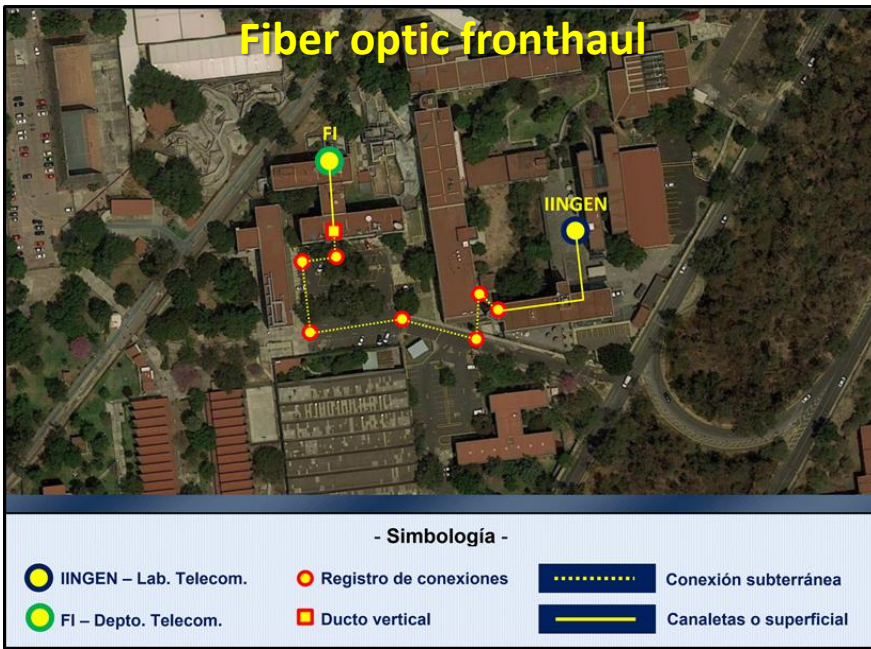 Fiber optic fronthaul
FI
IINGEN
- Simbología -
IINGEN – Lab. Telecom.
Registro de conexiones
Conexión subterránea
FI – Depto. Telecom.
Ducto vertical
Canaletas o superficial